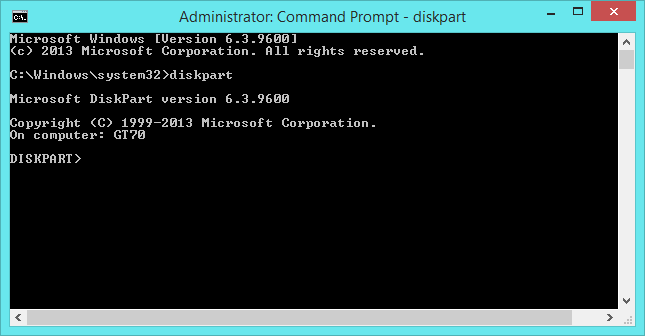 Administrator: Command Prompt - diskpart
Microsoft Windows [Version 6.3.9600]
(c) 2013 Microsoft Corporation. All rights reserved.
C:\Windows\system32>diskpart
Microsoft DiskPart version 6.3.9600
Copyright (C) 1999-2013 Microsoft Corporation.
On computer: GT70
DISKPART>